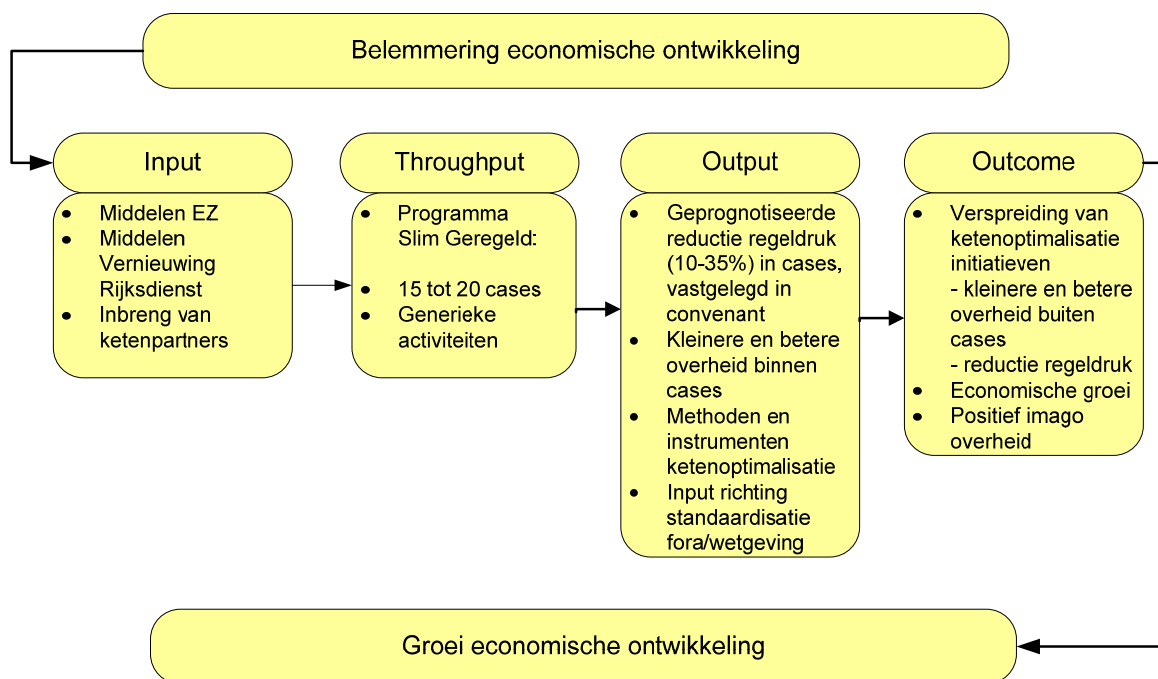 Belemmering economische ontwikkeling
Input
• Middelen EZ
• Middelen
Vernieuwing
Rijksdienst
• Inbreng van
ketenpartners
Throughput
• Programma
Slim Geregeld:
• 15 tot 20 cases
• Generieke
activiteiten
Output
• Geprognotiseerde
reductie regeldruk
(10-35%) in cases,
vastgelegd in
convenant
• Kleinere en betere
overheid binnen
cases
• Methoden en
instrumenten
ketenoptimalisatie
• Input richting
standaardisatie
fora/wetgeving
Outcome
• Verspreiding van
ketenoptimalisatie
initiatieven
- kleinere en betere
overheid buiten
cases
- reductie regeldruk
• Economische groei
• Positief imago
overheid
Groei economische ontwikkeling